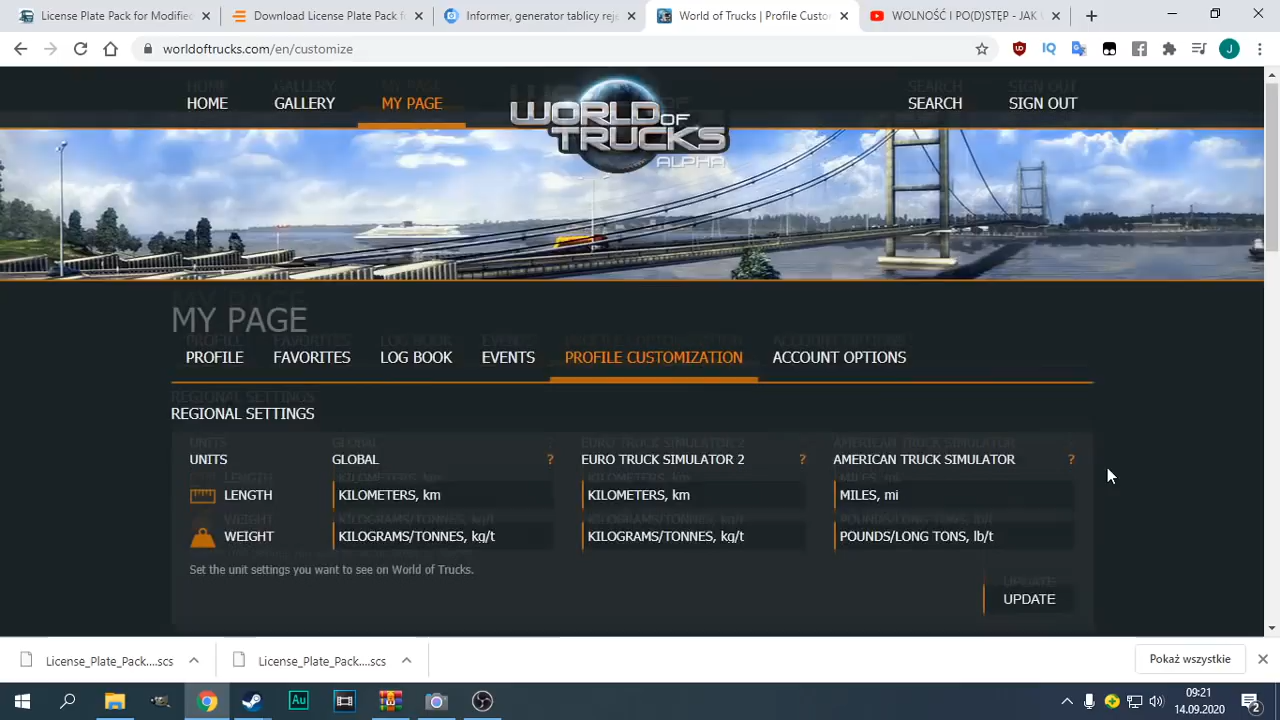 License Plate Pack for Modifie
Download License Plate Pack f
Informer, generator tablicy reje
World of Trucks | Profile Custo
WOLNOŚĆ i PO(D)STĘP - JAK
worldoftrucks.com/en/customize
IQ
J
HOME
GALLERY
MY PAGE
WORLD OF TRUCKS ALPHA
SEARCH
SIGN OUT
MY PAGE
PROFILE
FAVORITES
LOG BOOK
EVENTS
PROFILE CUSTOMIZATION
ACCOUNT OPTIONS
REGIONAL SETTINGS
UNITS
GLOBAL
?
EURO TRUCK SIMULATOR 2
?
AMERICAN TRUCK SIMULATOR
?
LENGTH
KILOMETERS, km
KILOMETERS, km
MILES, mi
WEIGHT
KILOGRAMS/TONNES, kg/t
KILOGRAMS/TONNES, kg/t
POUNDS/LONG TONS, lb/t
Set the unit settings you want to see on World of Trucks.
UPDATE
License_Plate_Pack....scs
License_Plate_Pack....scs
Pokaż wszystkie
Au
09:21
14.09.2020
2